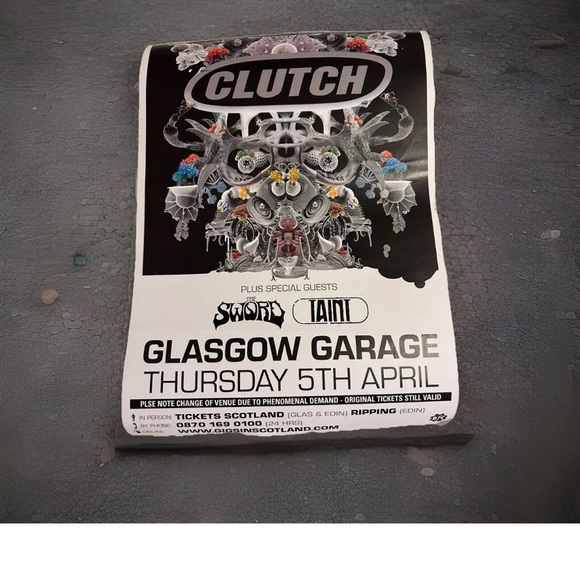 CLUTCH
PLUS SPECIAL GUESTS
THE SWORD TAINT
GLASGOW GARAGE
THURSDAY 5TH APRIL
PLSE NOTE CHANGE OF VENUE DUE TO PHENOMENAL DEMAND - ORIGINAL TICKETS STILL VALID
IN PERSON: TICKETS SCOTLAND (GLAS & EDIN) RIPPING (EDIN)
BY PHONE: 0870 169 0100 (24 HRS)
ONLINE: WWW.GIGSINSCOTLAND.COM